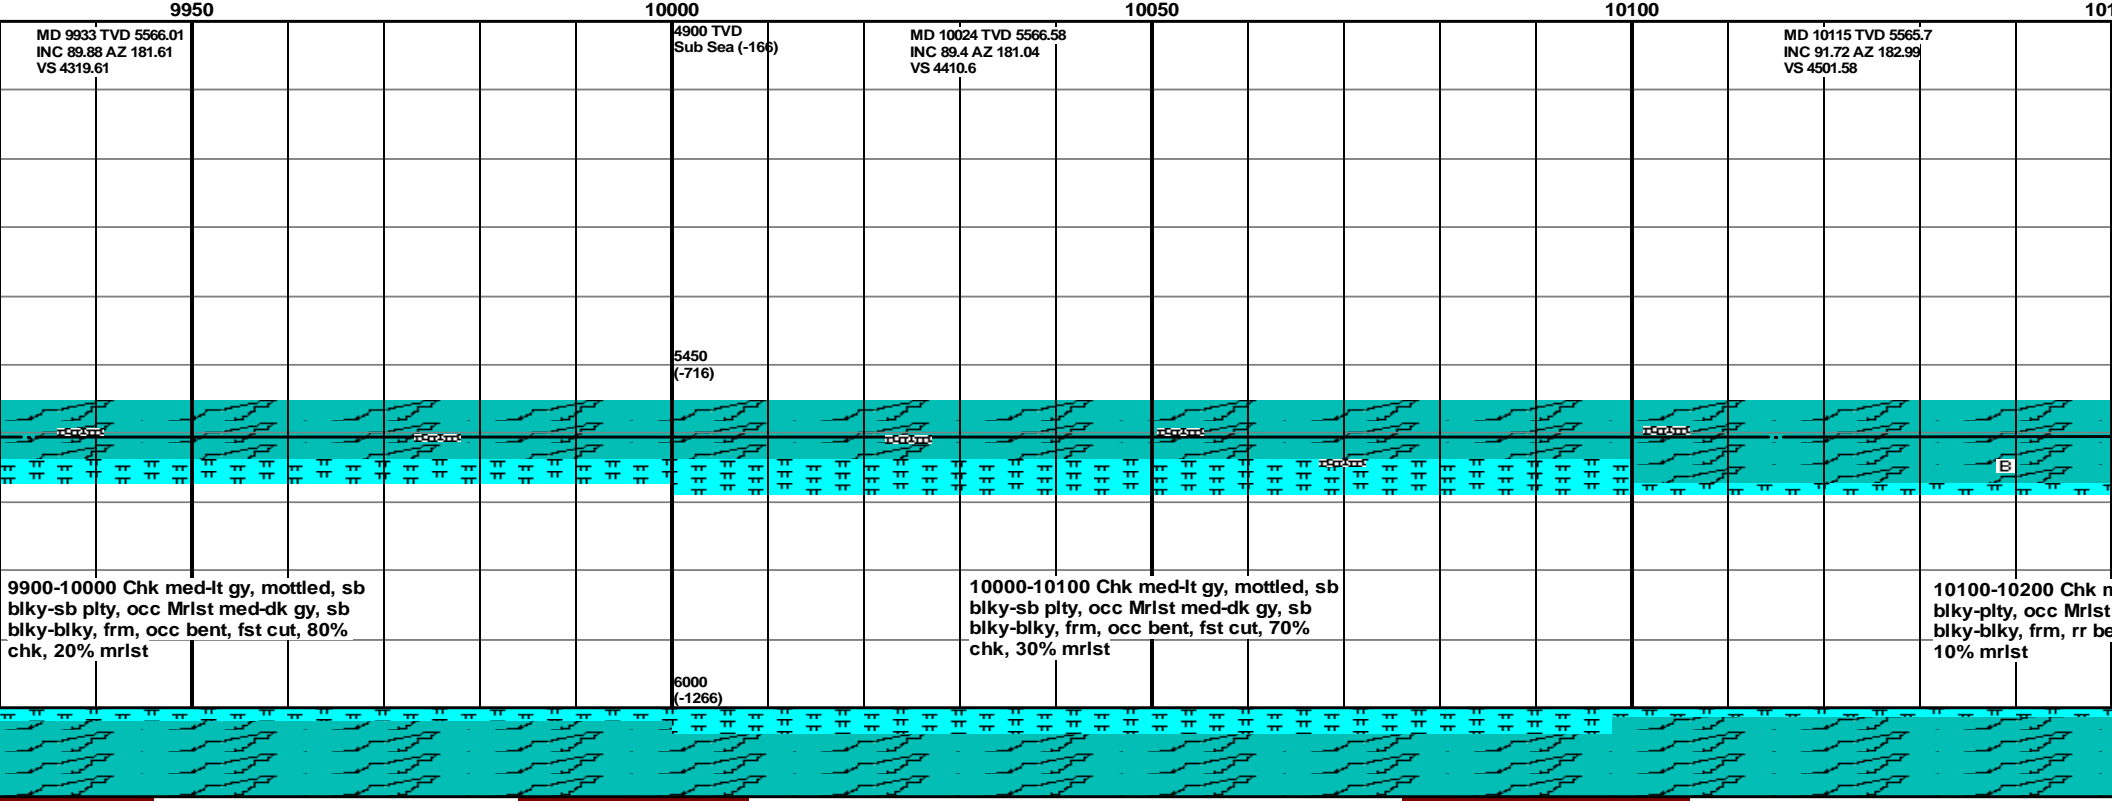 9950 10000 10050 10100
MD 9933 TVD 5566.01
INC 89.88 AZ 181.61
VS 4319.61
4900 TVD
Sub Sea (-166)
MD 10024 TVD 5566.58
INC 89.4 AZ 181.04
VS 4410.6
MD 10115 TVD 5565.7
INC 91.72 AZ 182.99
VS 4501.58
5450
(-716)
B
9900-10000 Chk med-lt gy, mottled, sb
blky-sb plty, occ Mrlst med-dk gy, sb
blky-blky, frm, occ bent, fst cut, 80%
chk, 20% mrlst
10000-10100 Chk med-lt gy, mottled, sb
blky-sb plty, occ Mrlst med-dk gy, sb
blky-blky, frm, occ bent, fst cut, 70%
chk, 30% mrlst
10100-10200 Chk
blky-plty, occ Mrlst
blky-blky, frm, rr
10% mrlst
6000
(-1266)